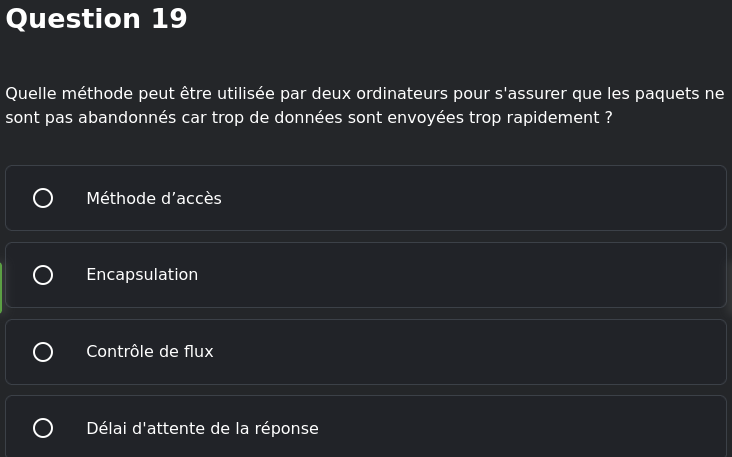 Question 19
Quelle méthode peut être utilisée par deux ordinateurs pour s'assurer que les paquets ne
sont pas abandonnés car trop de données sont envoyées trop rapidement ?
Méthode d’accès
Encapsulation
Contrôle de flux
Délai d'attente de la réponse